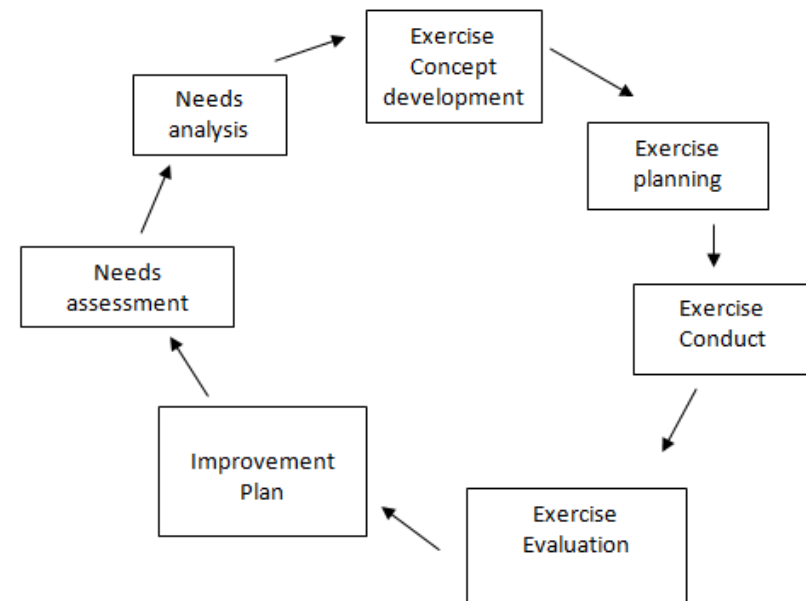 Exercise
Concept
development
Needs
analysis
Exercise
planning
Needs
assessment
Exercise
Conduct
Improvement
Plan
Exercise
Evaluation